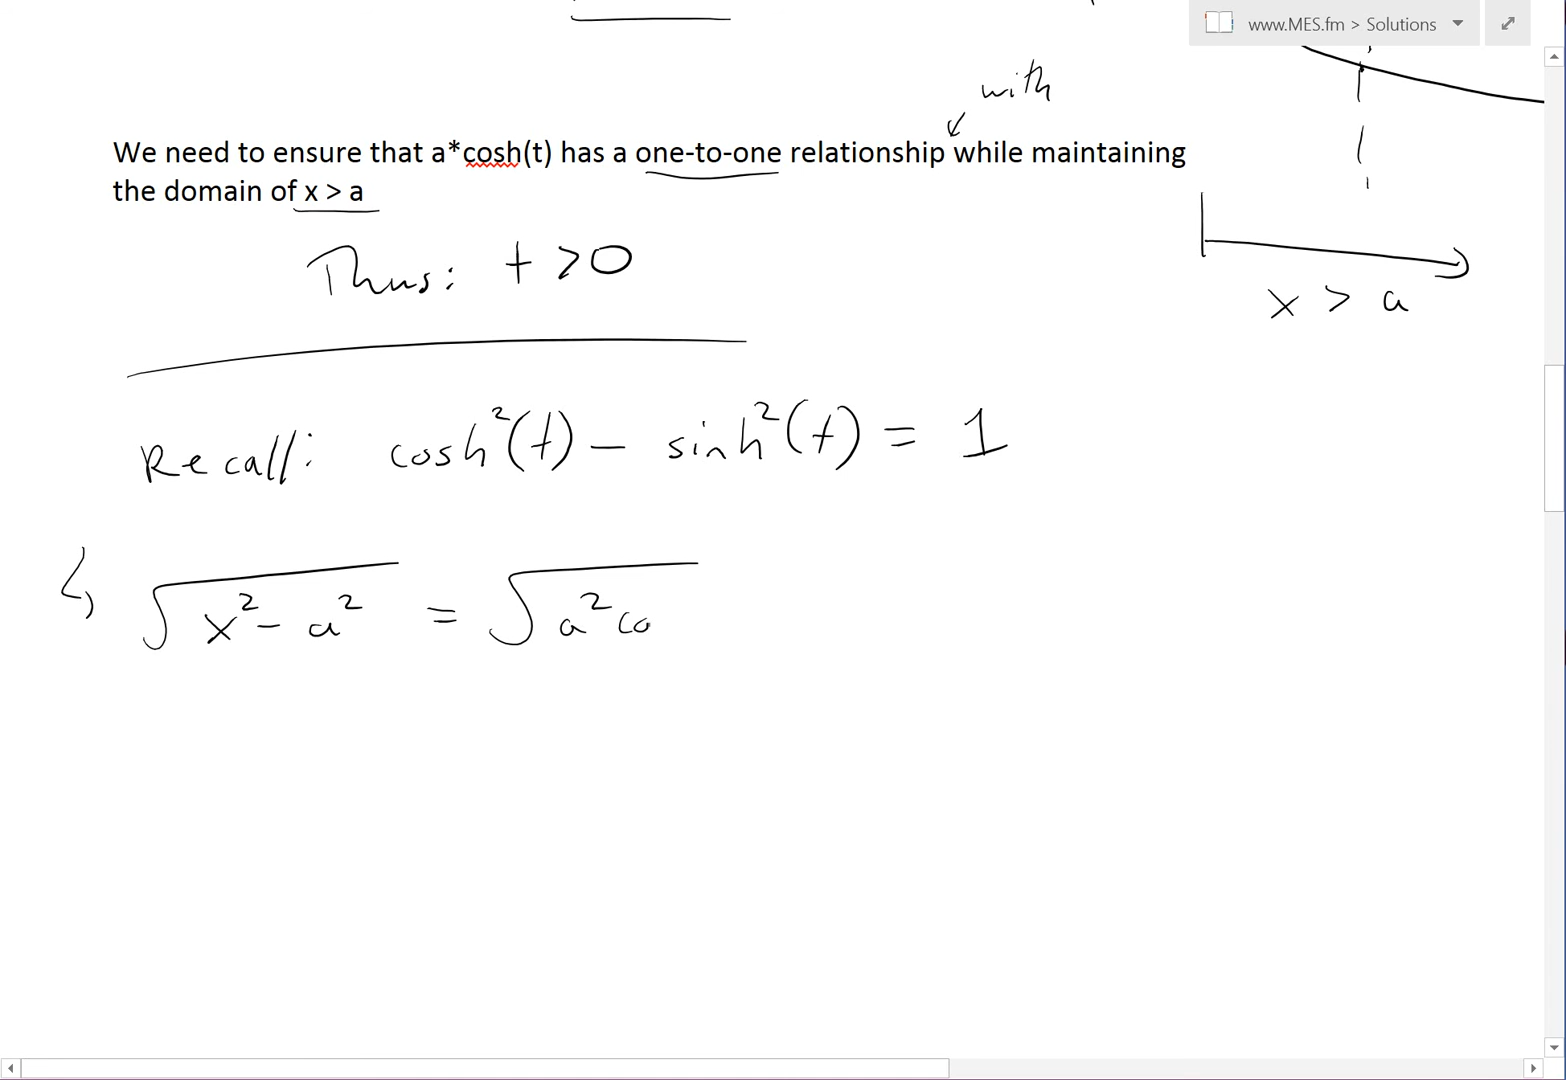 www.MES.fm > Solutions
with
We need to ensure that a*cosh(t) has a one-to-one relationship while maintaining
the domain of x > a
Thus: t > 0
x > a
Recall: cosh²(t) – sinh²(t) = 1
↳ √x² – a² = √a² co